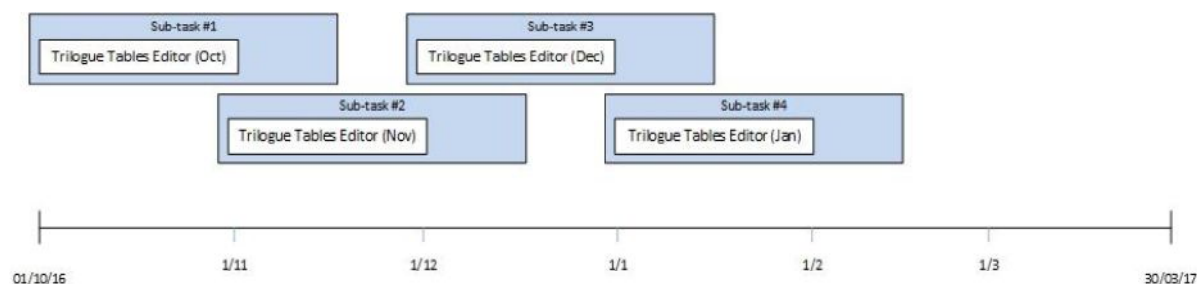 Sub-task #1
Trilogue Tables Editor (Oct)
Sub-task #3
Trilogue Tables Editor (Dec)
Sub-task #2
Trilogue Tables Editor (Nov)
Sub-task #4
Trilogue Tables Editor (Jan)
01/10/16
1/11
1/12
1/1
1/2
1/3
30/03/17